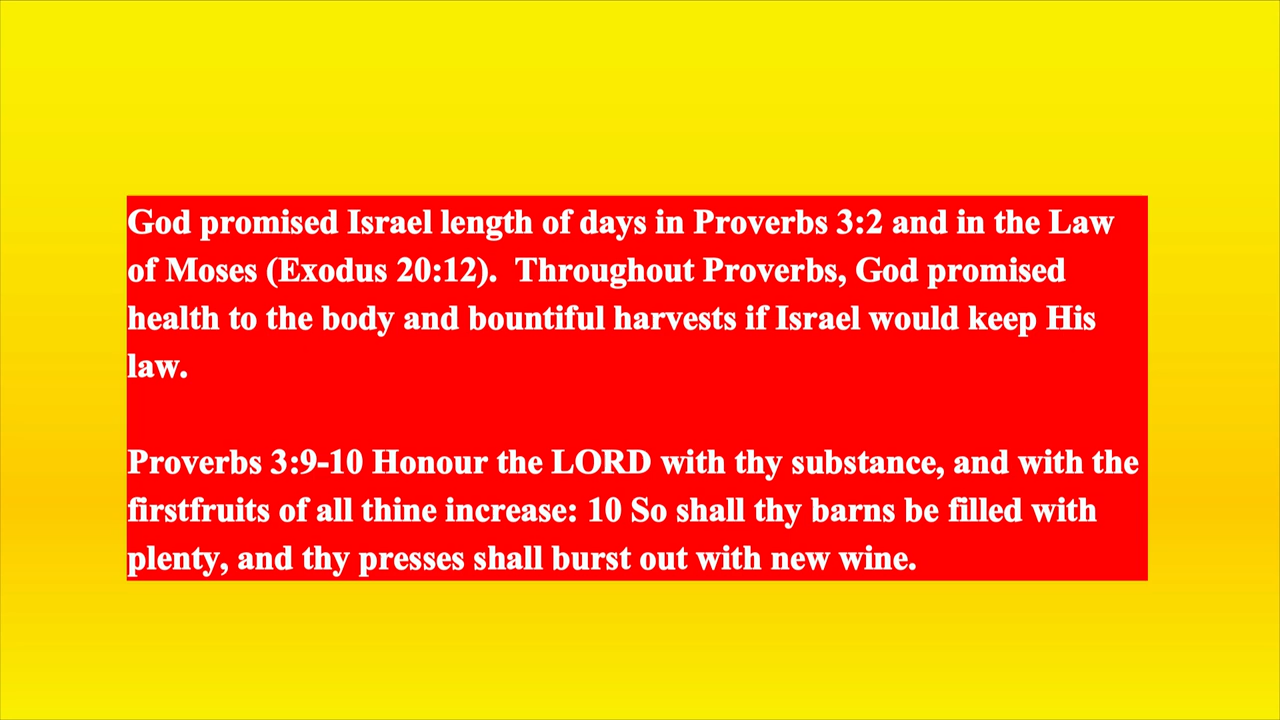 God promised Israel length of days in Proverbs 3:2 and in the Law
of Moses (Exodus 20:12).  Throughout Proverbs, God promised
health to the body and bountiful harvests if Israel would keep His
law.
Proverbs 3:9-10 Honour the LORD with thy substance, and with the
firstfruits of all thine increase: 10 So shall thy barns be filled with
plenty, and thy presses shall burst out with new wine.